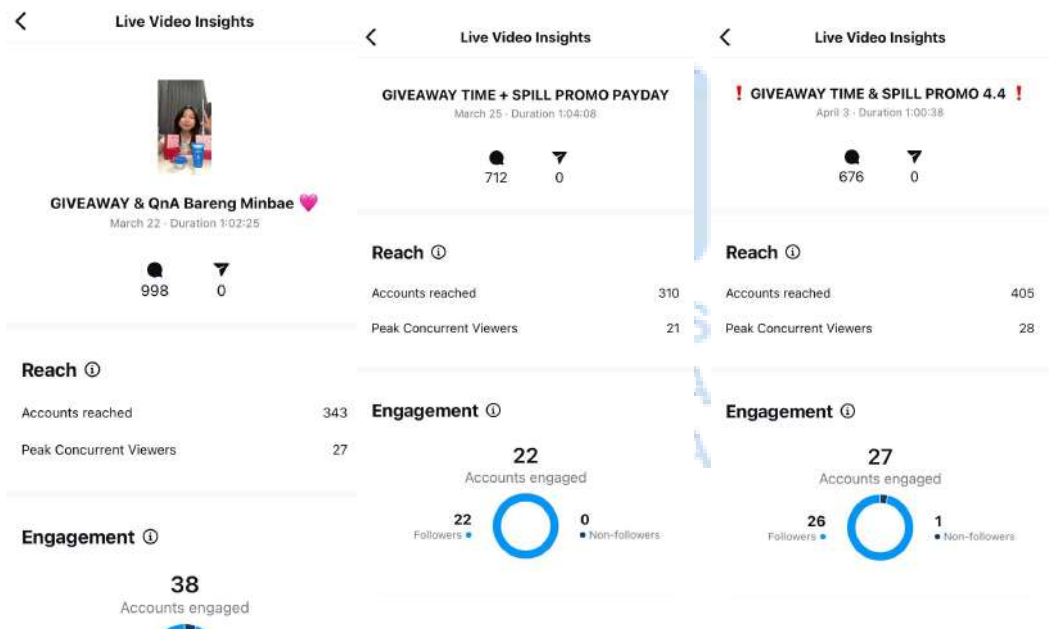 Live Video Insights
GIVEAWAY & QnA Bareng Minbae 💗
March 22 · Duration 1:02:25
998 0
Reach
Accounts reached 343
Peak Concurrent Viewers 27
Engagement
38
Accounts engaged
Live Video Insights
GIVEAWAY TIME + SPILL PROMO PAYDAY
March 25 · Duration 1:04:08
712 0
Reach
Accounts reached 310
Peak Concurrent Viewers 21
Engagement
22
Accounts engaged
22 0
Followers Non-followers
Live Video Insights
❗ GIVEAWAY TIME & SPILL PROMO 4.4 ❗
April 3 · Duration 1:00:38
676 0
Reach
Accounts reached 405
Peak Concurrent Viewers 28
Engagement
27
Accounts engaged
26 1
Followers Non-followers